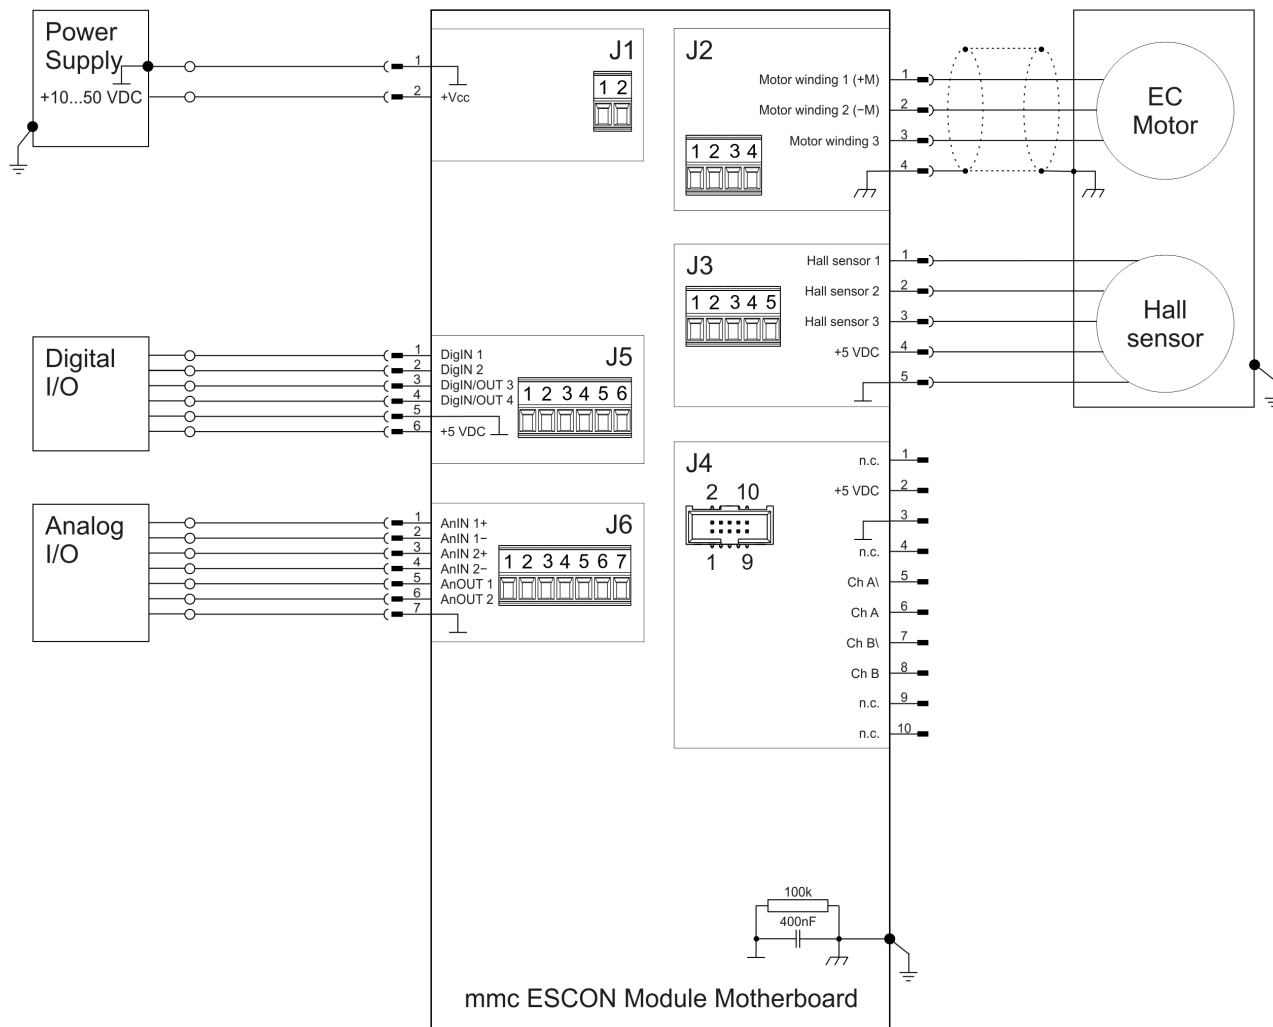 Power
Supply
+10...50 VDC
1
2
+Vcc
J1
1 2
J2
Motor winding 1 (+M)
Motor winding 2 (−M)
Motor winding 3
1 2 3 4
1
2
3
4
EC
Motor
J3
Hall sensor 1
Hall sensor 2
Hall sensor 3
+5 VDC
1 2 3 4 5
1
2
3
4
5
Hall
sensor
Digital
I/O
1
2
3
4
5
6
DigIN 1
DigIN 2
DigIN/OUT 3
DigIN/OUT 4
+5 VDC
J5
1 2 3 4 5 6
J4
2 10
1 9
n.c.
+5 VDC
n.c.
Ch A\
Ch A
Ch B\
Ch B
n.c.
n.c.
1
2
3
4
5
6
7
8
9
10
Analog
I/O
1
2
3
4
5
6
7
AnIN 1+
AnIN 1−
AnIN 2+
AnIN 2−
AnOUT 1
AnOUT 2
J6
1 2 3 4 5 6 7
100k
400nF
mmc ESCON Module Motherboard